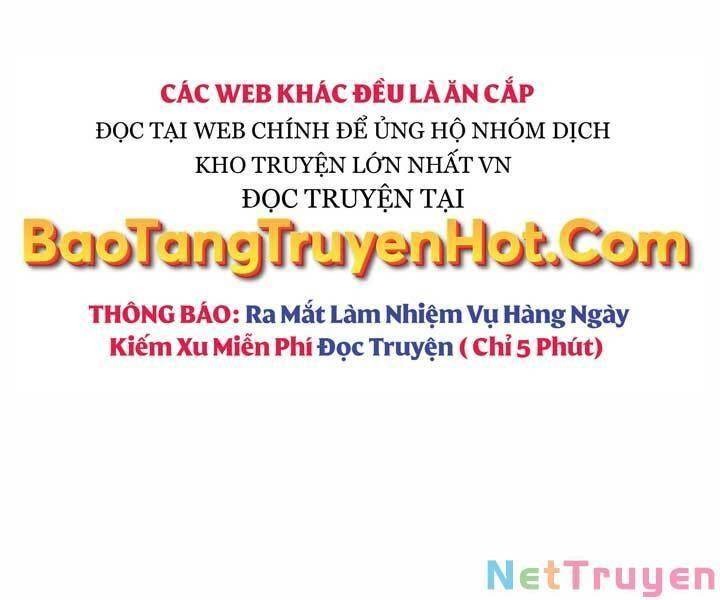 CÁC WEB KHÁC ĐỀU LÀ ĂN CẮP
ĐỌC TẠI WEB CHÍNH ĐỂ ỦNG HỘ NHÓM DỊCH
KHO TRUYỆN LỚN NHẤT VN
ĐỌC TRUYỆN TẠI
BaoTangTruyenHot.Com
THÔNG BÁO: Ra Mắt Làm Nhiệm Vụ Hàng Ngày
Kiếm Xu Miễn Phí Đọc Truyện ( Chỉ 5 Phút)
NetTruyen